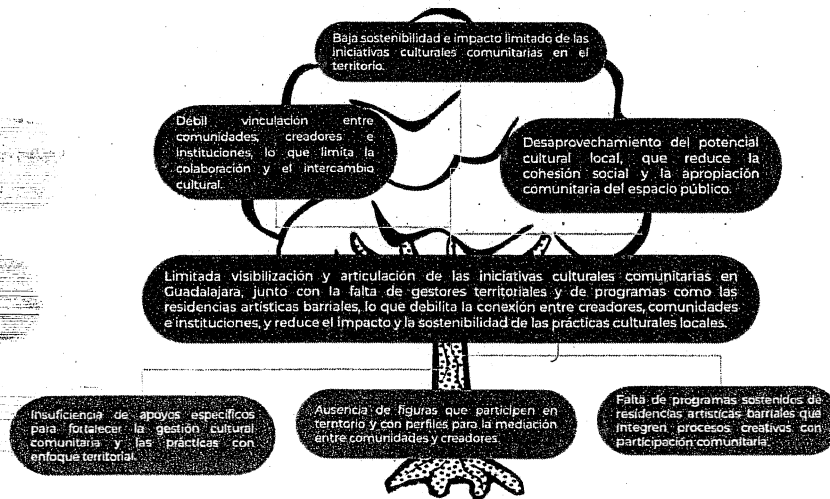 Baja sostenibilidad e impacto limitado de las
iniciativas culturales comunitarias en el
territorio.
Débil vinculación entre
comunidades, creadores e
instituciones, lo que limita la
colaboración y el intercambio
cultural.
Desaprovechamiento del potencial
cultural local, que reduce la
cohesión social y la apropiación
comunitaria del espacio público.
Limitada visibilización y articulación de las iniciativas culturales comunitarias en
Guadalajara, junto con la falta de gestores territoriales y de programas como las
residencias artísticas barriales, lo que debilita la conexión entre creadores, comunidades
e instituciones, y reduce el impacto y la sostenibilidad de las prácticas culturales locales.
Insuficiencia de apoyos específicos
para fortalecer la gestión cultural
comunitaria y las prácticas con
enfoque territorial.
Ausencia de figuras que participen en
territorio y con perfiles para la mediación
entre comunidades y creadores.
Falta de programas sostenidos de
residencias artísticas barriales que
integren procesos creativos con
participación comunitaria.